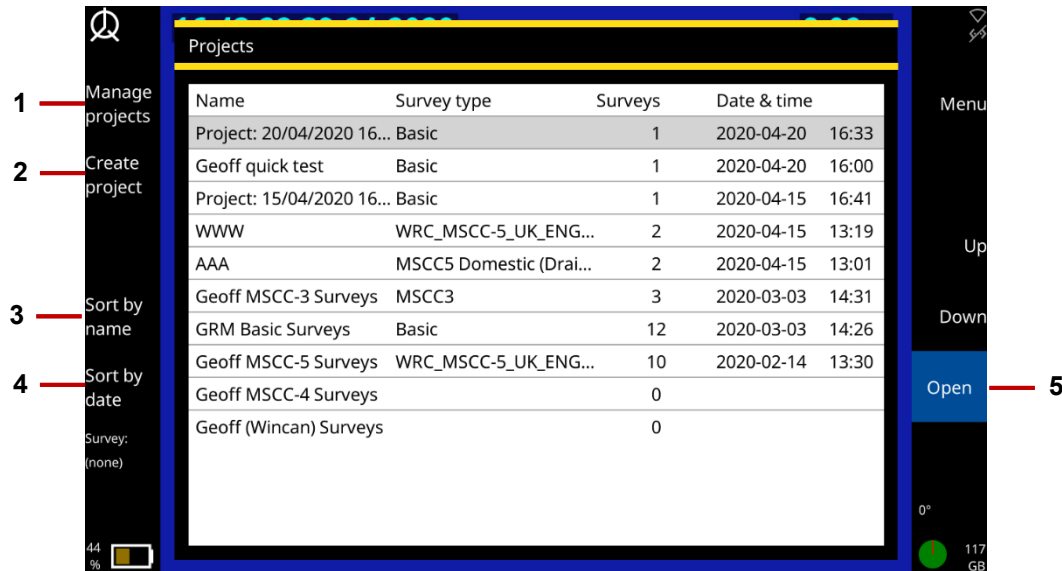 Projects
1
Manage
projects
2
Create
project
3
Sort by
name
4
Sort by
date
Survey:
(none)
44
%
Name Survey type Surveys Date & time
Project: 20/04/2020 16... Basic 1 2020-04-20 16:33
Geoff quick test Basic 1 2020-04-20 16:00
Project: 15/04/2020 16... Basic 1 2020-04-15 16:41
WWW WRC_MSCC-5_UK_ENG... 2 2020-04-15 13:19
AAA MSCC5 Domestic (Drai... 2 2020-04-15 13:01
Geoff MSCC-3 Surveys MSCC3 3 2020-03-03 14:31
GRM Basic Surveys Basic 12 2020-03-03 14:26
Geoff MSCC-5 Surveys WRC_MSCC-5_UK_ENG... 10 2020-02-14 13:30
Geoff MSCC-4 Surveys 0
Geoff (Wincan) Surveys 0
Menu
Up
Down
Open
5
0°
117
GB